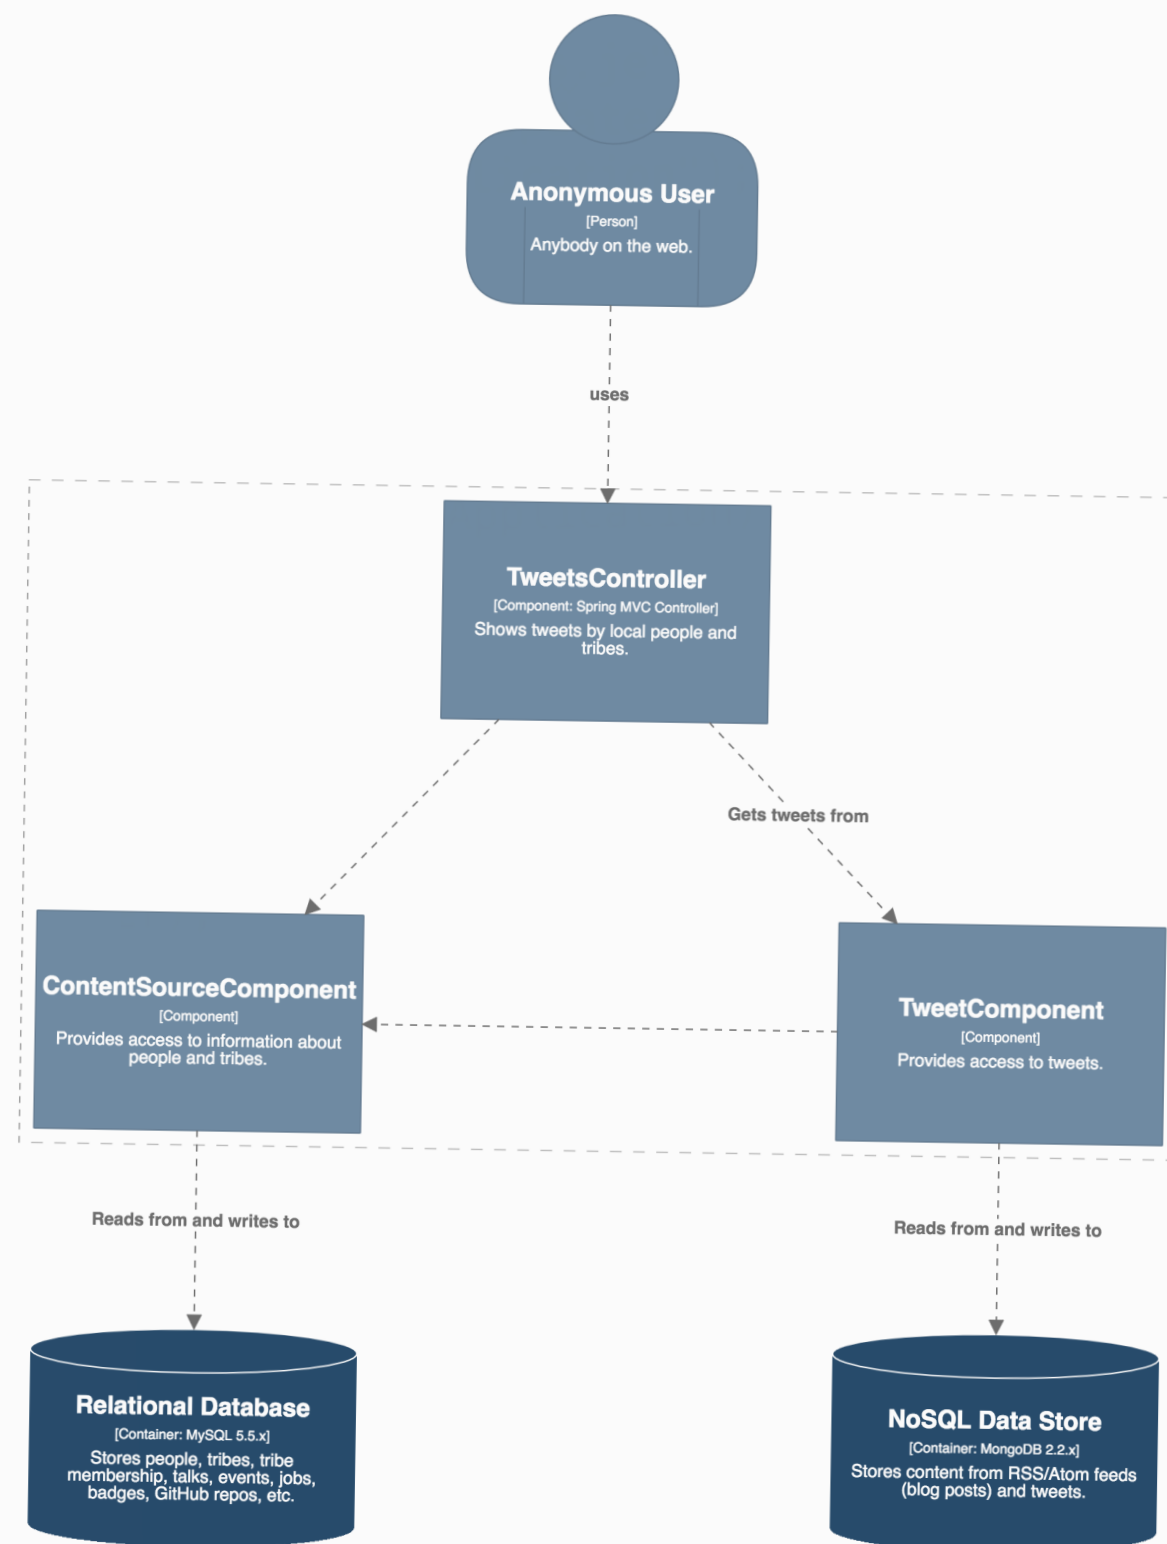 Anonymous User
[Person]
Anybody on the web.
uses
TweetsController
[Component: Spring MVC Controller]
Shows tweets by local people and
tribes.
Gets tweets from
ContentSourceComponent
[Component]
Provides access to information about
people and tribes.
TweetComponent
[Component]
Provides access to tweets.
Reads from and writes to
Reads from and writes to
Relational Database
[Container: MySQL 5.5.x]
Stores people, tribes, tribe
membership, talks, events, jobs,
badges, GitHub repos, etc.
NoSQL Data Store
[Container: MongoDB 2.2.x]
Stores content from RSS/Atom feeds
(blog posts) and tweets.